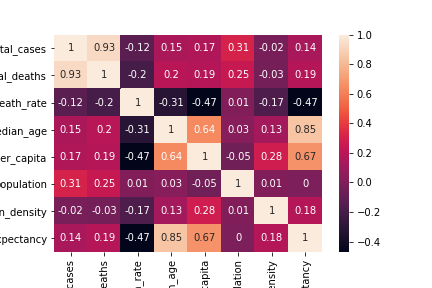 tal_cases 1 0.93 -0.12 0.15 0.17 0.31 -0.02 0.14
al_deaths 0.93 1 -0.2 0.2 0.19 0.25 -0.03 0.19
eath_rate -0.12 -0.2 1 -0.31 -0.47 0.01 -0.17 -0.47
edian_age 0.15 0.2 -0.31 1 0.64 0.03 0.13 0.85
er_capita 0.17 0.19 -0.47 0.64 1 -0.05 0.28 0.67
opulation 0.31 0.25 0.01 0.03 -0.05 1 0.01 0
n_density -0.02 -0.03 -0.17 0.13 0.28 0.01 1 0.18
xpectancy 0.14 0.19 -0.47 0.85 0.67 0 0.18 1
cases eaths _rate n_age capita lation ensity tancy
1.0
0.8
0.6
0.4
0.2
0.0
−0.2
−0.4